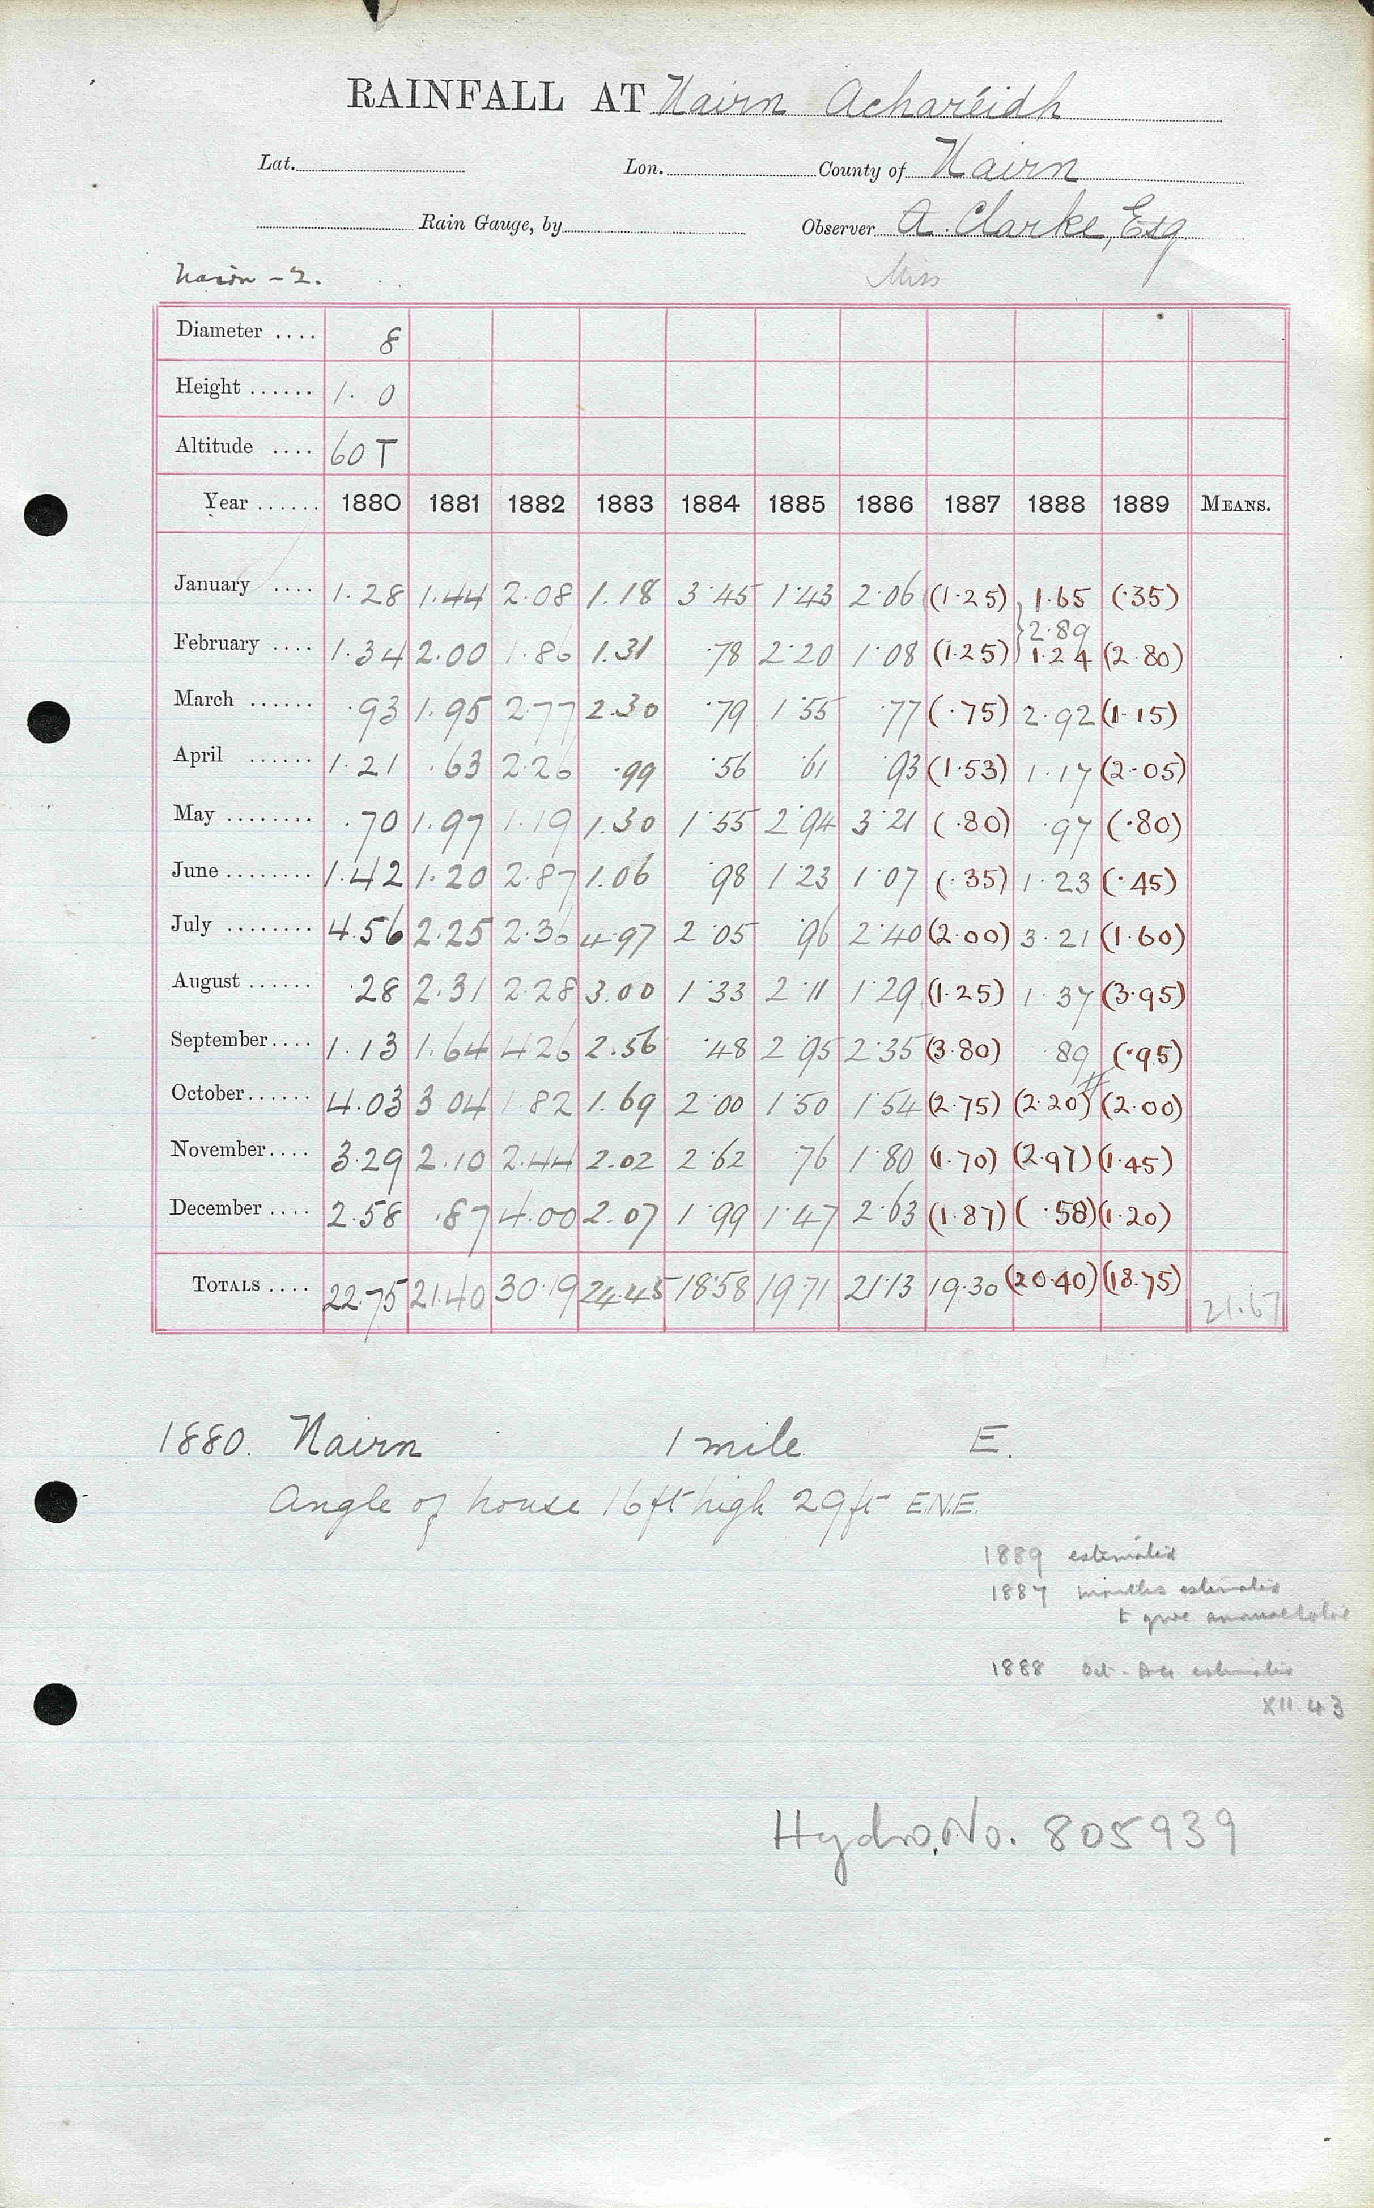 RAINFALL AT Nairn Achareidh
Lat. Lon. County of Nairn
Rain Gauge, by Observer A. Clarke, Esq
Nairn - 2. Miss
Diameter .... 8
Height ...... 1. 0
Altitude .... 60 T
Year ...... 1880 1881 1882 1883 1884 1885 1886 1887 1888 1889 MEANS.
January .... 1.28 1.44 2.08 1.18 3.45 1.43 2.06 (1.25) 1.65 (.35)
2.89
February .... 1.34 2.00 1.86 1.31 .78 2.20 1.08 (1.25) 1.24 (2.80)
March ...... .93 1.95 2.77 2.30 .79 1.55 .77 (.75) 2.92 (1.15)
April ...... 1.21 .63 2.26 .99 .56 .61 .93 (1.53) 1.17 (2.05)
May ........ .70 1.97 1.19 1.30 1.55 2.94 3.21 (.80) .97 (.80)
June ........ 1.42 1.20 2.87 1.06 .98 1.23 1.07 (.35) 1.23 (.45)
July ........ 4.56 2.25 2.36 4.97 2.05 .96 2.40 (2.00) 3.21 (1.60)
August ...... .28 2.31 2.28 3.00 1.33 2.11 1.29 (1.25) 1.37 (3.95)
September.... 1.13 1.64 4.26 2.56 .48 2.95 2.35 (3.80) .89 (.95)
October...... 4.03 3.04 1.82 1.69 2.00 1.50 1.54 (2.75) (2.20) (2.00)
November.... 3.29 2.10 2.44 2.02 2.62 .76 1.80 (1.70) (2.97) (1.45)
December .... 2.58 .87 4.00 2.07 1.99 1.47 2.63 (1.87) (.58) (1.20)
TOTALS .... 22.75 21.40 30.19 24.45 18.58 19.71 21.13 19.30 (20.40) (18.75) 21.67
1880. Nairn 1 mile E.
Angle of house 16 ft high 29 ft E.N.E.
1889 estimated
1887 months estimated
to give annual total
1888 Oct - Dec estimated
XII.43
Hydro. No. 805939